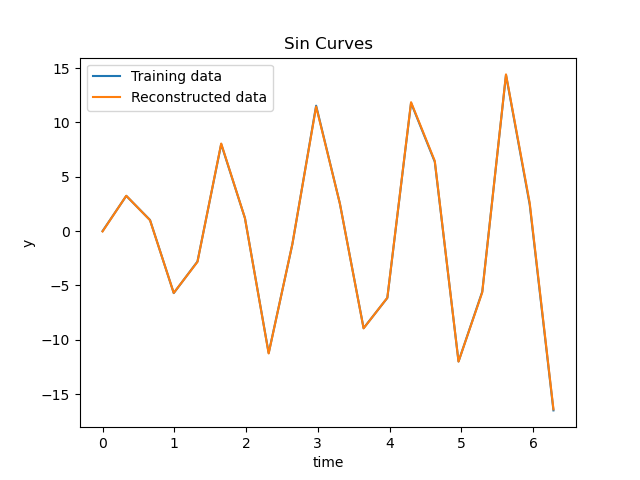 Sin Curves
Training data
Reconstructed data
15
10
5
0
−5
−10
−15
y
0 1 2 3 4 5 6
time